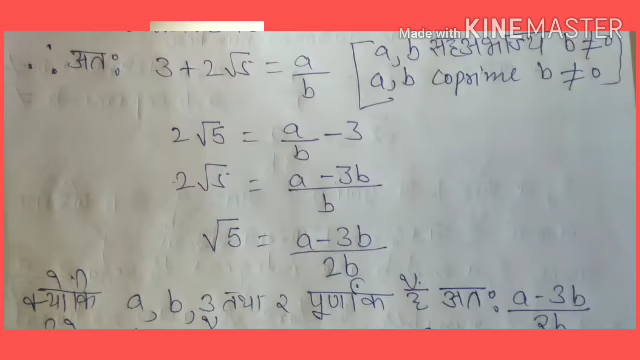 Made with KINEMASTER
∴ अतः 3 + 2√5 = a/b [a, b सहअभाज्य b ≠ 0
a, b coprime b ≠ 0]
2√5 = a/b - 3
2√5 = (a - 3b)/b
√5 = (a - 3b)/2b
क्योंकि a, b, 3 तथा 2 पूर्णांक हैं अतः (a - 3b)/2b